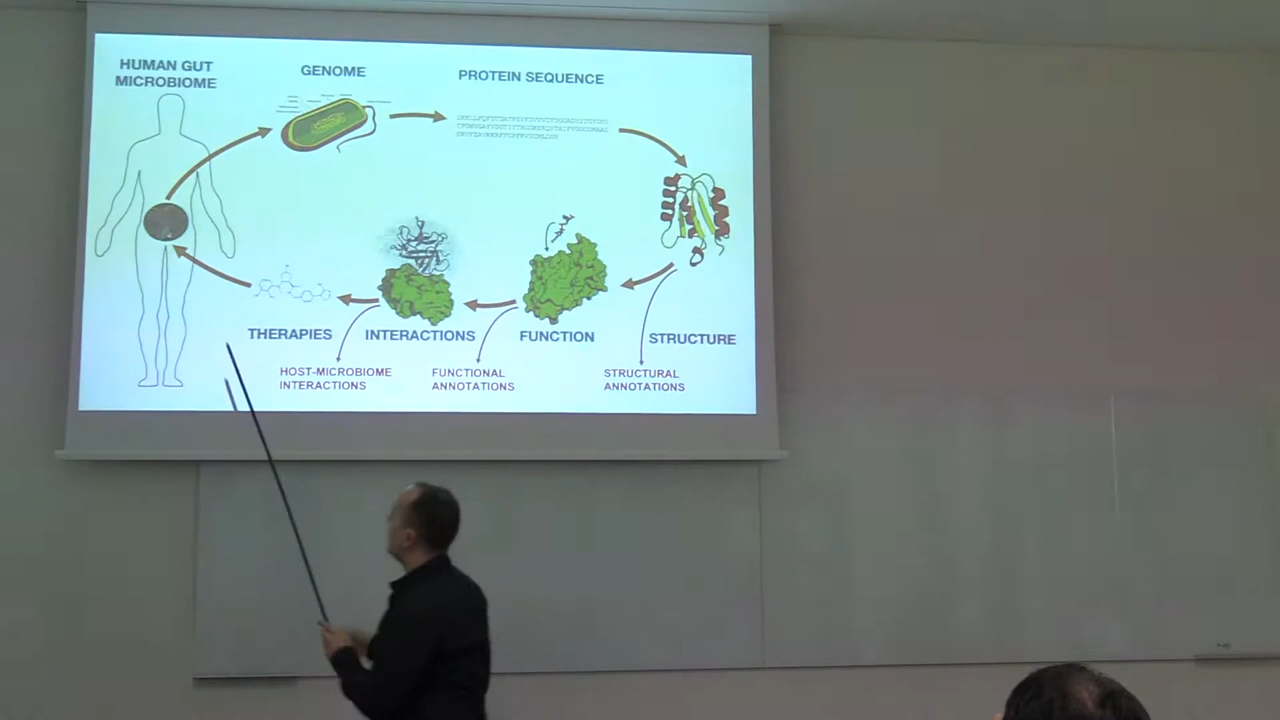 HUMAN GUT
MICROBIOME
GENOME
PROTEIN SEQUENCE
THERAPIES
INTERACTIONS
FUNCTION
STRUCTURE
HOST-MICROBIOME
INTERACTIONS
FUNCTIONAL
ANNOTATIONS
STRUCTURAL
ANNOTATIONS